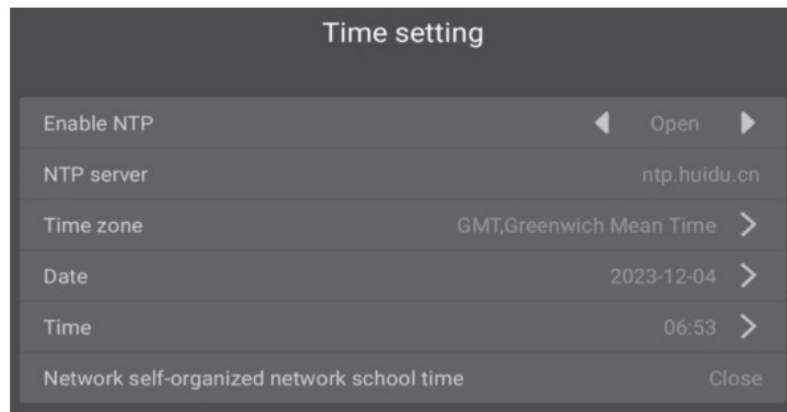 Time setting
Enable NTP Open
NTP server ntp.huidu.cn
Time zone GMT,Greenwich Mean Time
Date 2023-12-04
Time 06:53
Network self-organized network school time Close